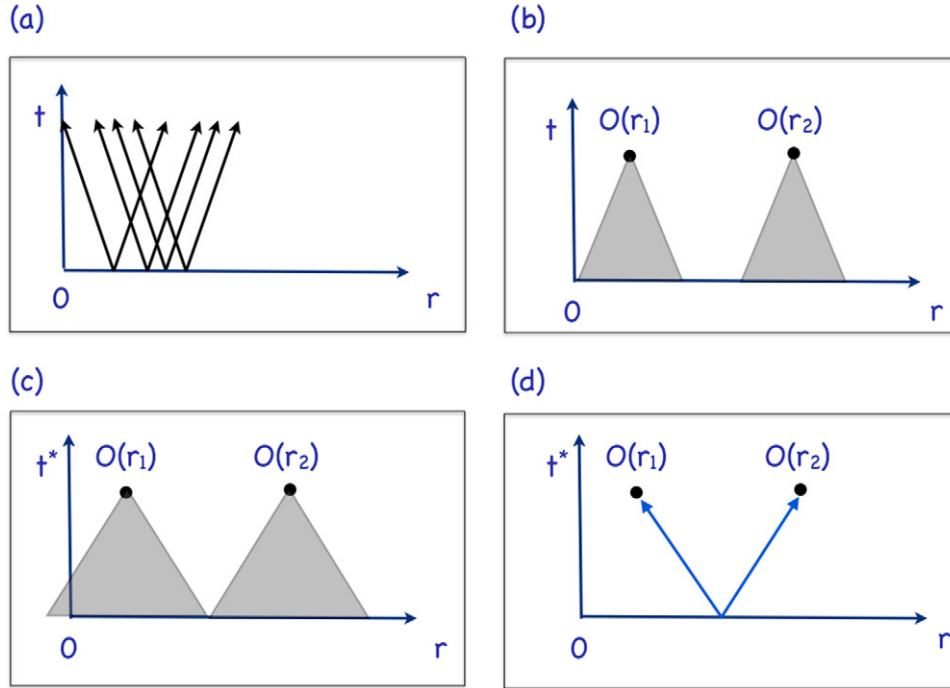 (a)
t
0
r
(b)
t
O(r₁)
O(r₂)
0
r
(c)
t*
O(r₁)
O(r₂)
0
r
(d)
t*
O(r₁)
O(r₂)
0
r